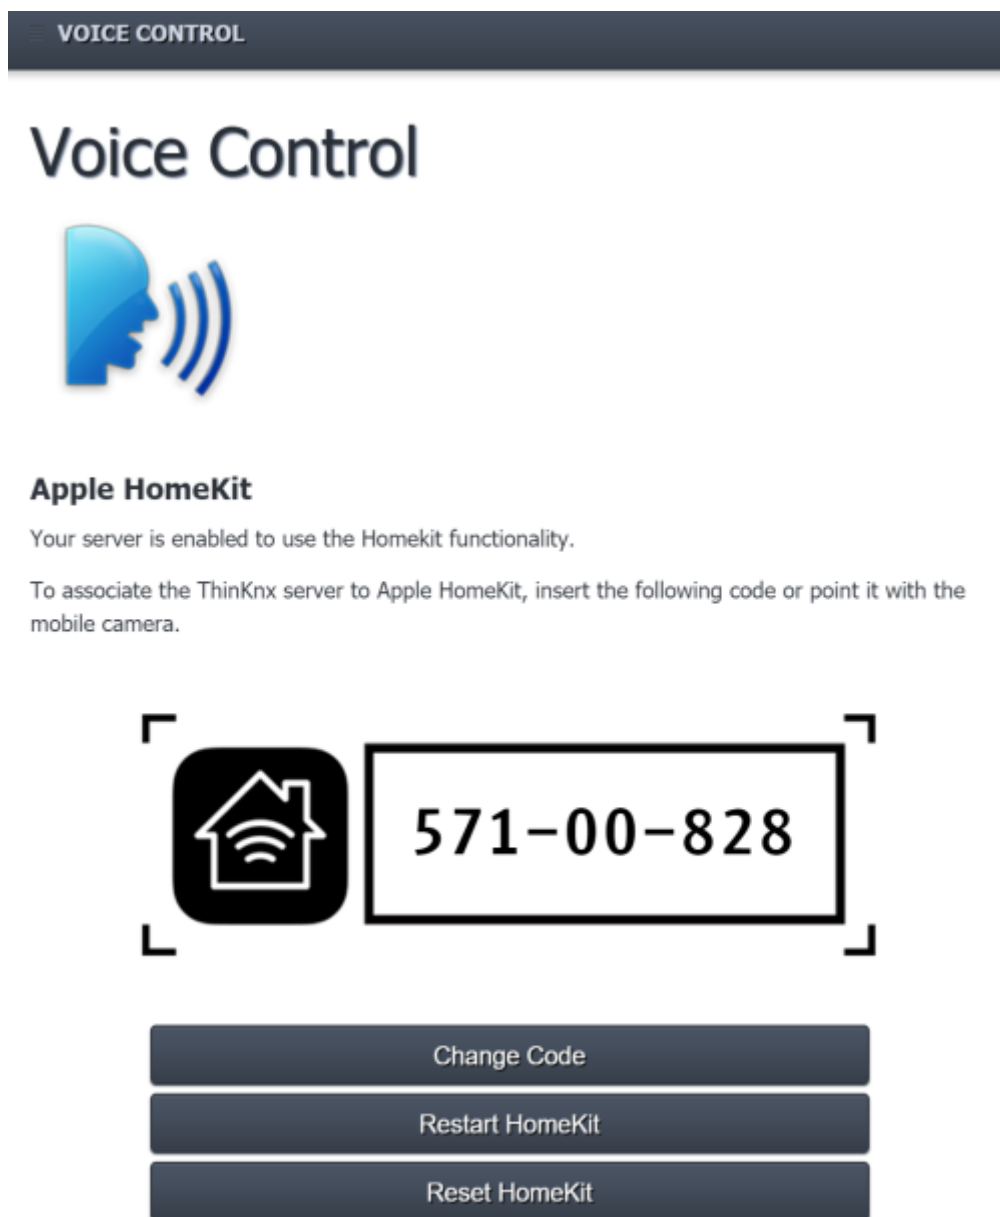 VOICE CONTROL
Voice Control
Apple HomeKit
Your server is enabled to use the Homekit functionality.
To associate the ThinKnx server to Apple HomeKit, insert the following code or point it with the
mobile camera.
571-00-828
Change Code
Restart HomeKit
Reset HomeKit